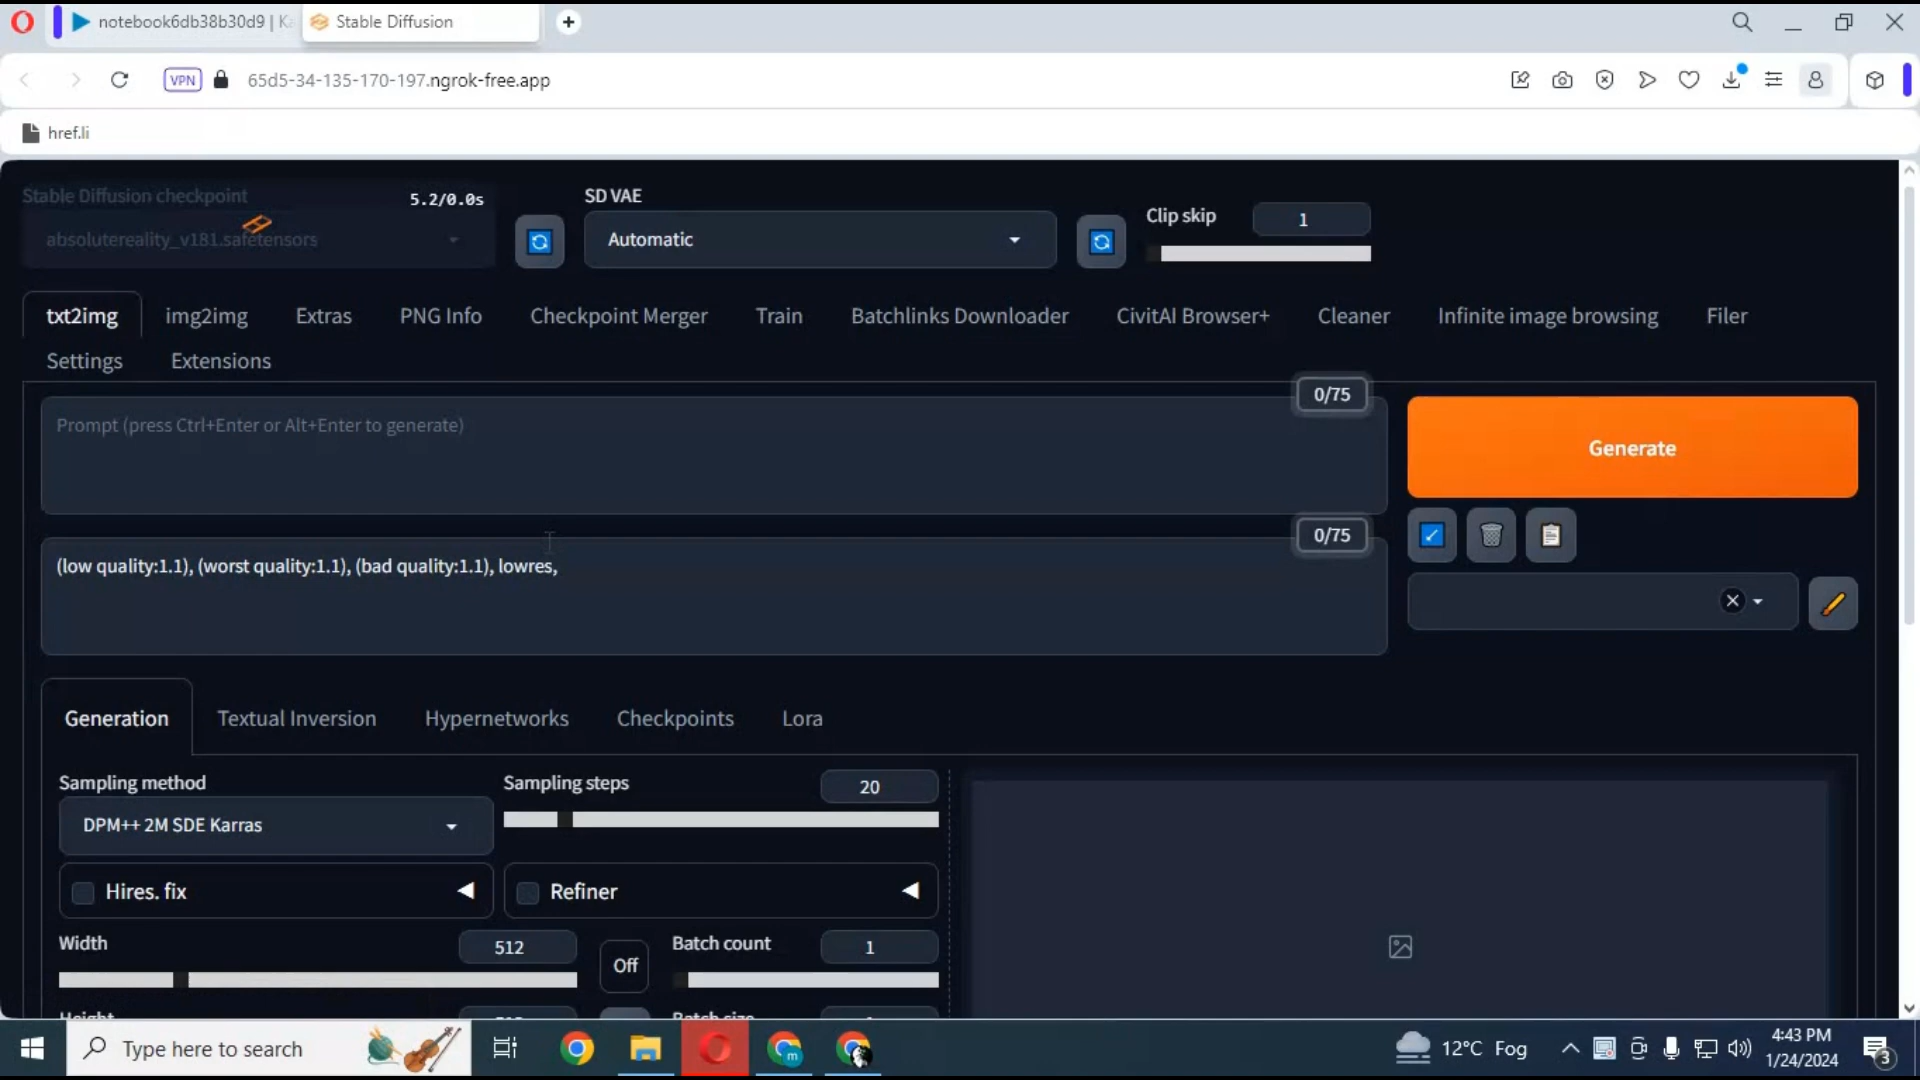 notebook6db38b30d9 | Ka
Stable Diffusion
VPN
65d5-34-135-170-197.ngrok-free.app
href.li
Stable Diffusion checkpoint
5.2/0.0s
absolutereality_v181.safetensors
SD VAE
Automatic
Clip skip
1
txt2img
img2img
Extras
PNG Info
Checkpoint Merger
Train
Batchlinks Downloader
CivitAI Browser+
Cleaner
Infinite image browsing
Filer
Settings
Extensions
0/75
Prompt (press Ctrl+Enter or Alt+Enter to generate)
Generate
0/75
(low quality:1.1), (worst quality:1.1), (bad quality:1.1), lowres,
Generation
Textual Inversion
Hypernetworks
Checkpoints
Lora
Sampling method
Sampling steps
20
DPM++ 2M SDE Karras
Hires. fix
Refiner
Width
512
Off
Batch count
1
Height
Batch size
Type here to search
m
12°C Fog
4:43 PM
1/24/2024
3